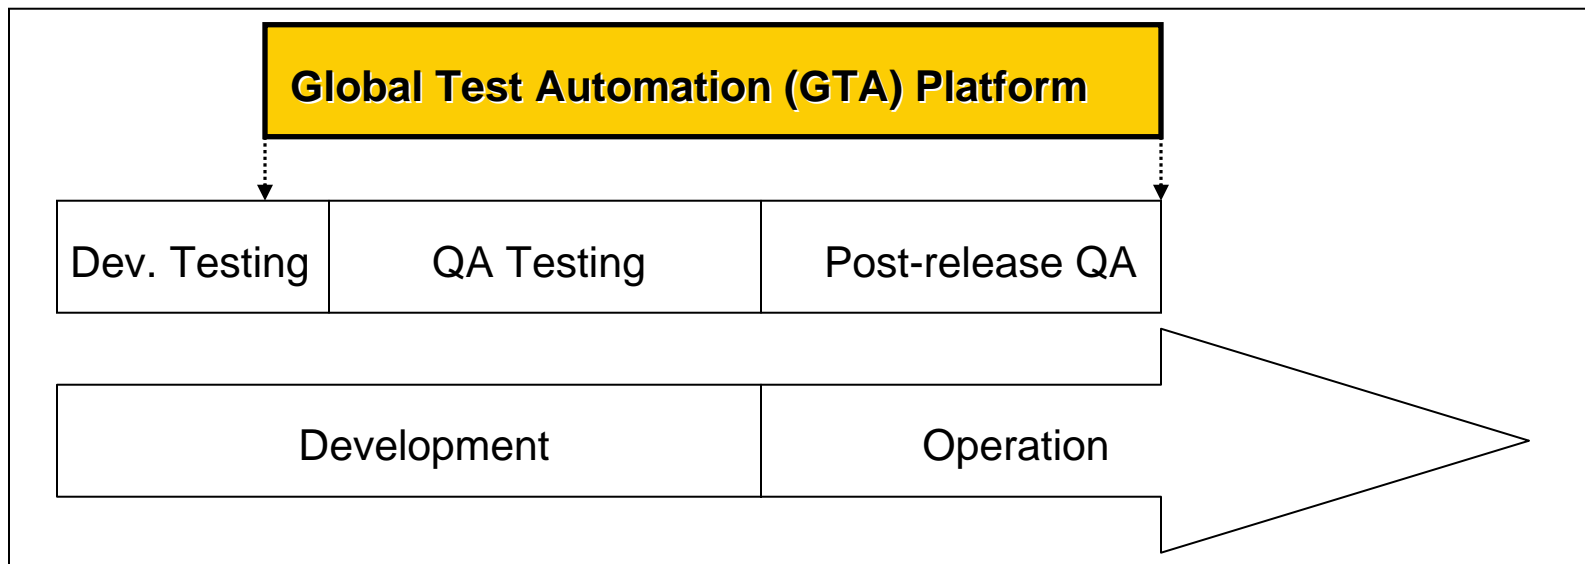 Global Test Automation (GTA) Platform
Dev. Testing
QA Testing
Post-release QA
Development
Operation